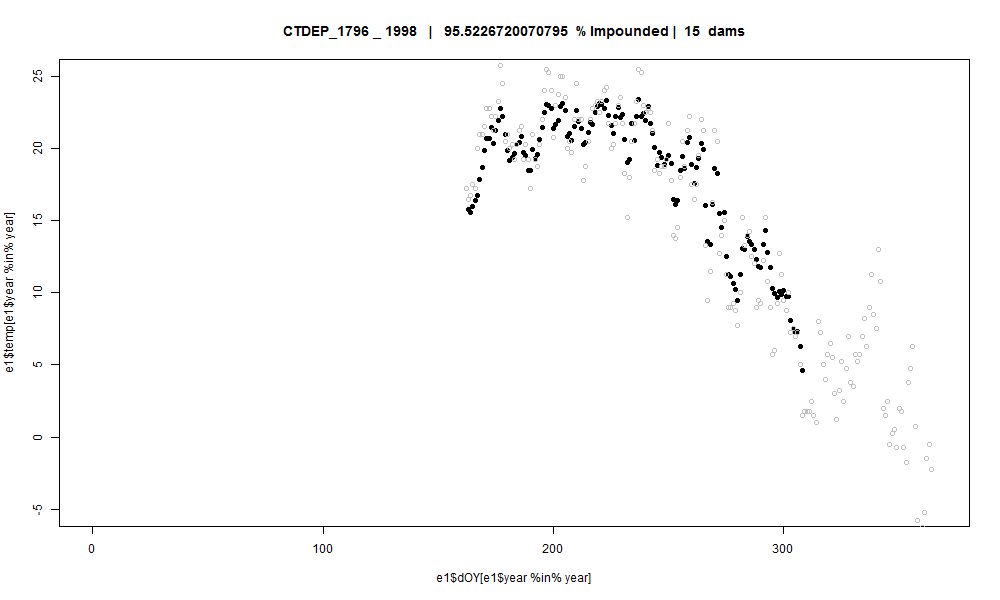 CTDEP_1796 _ 1998 | 95.5226720070795 % Impounded | 15 dams
e1$temp[e1$year %in% year]
25
20
15
10
5
0
-5
0 100 200 300
e1$dOY[e1$year %in% year]